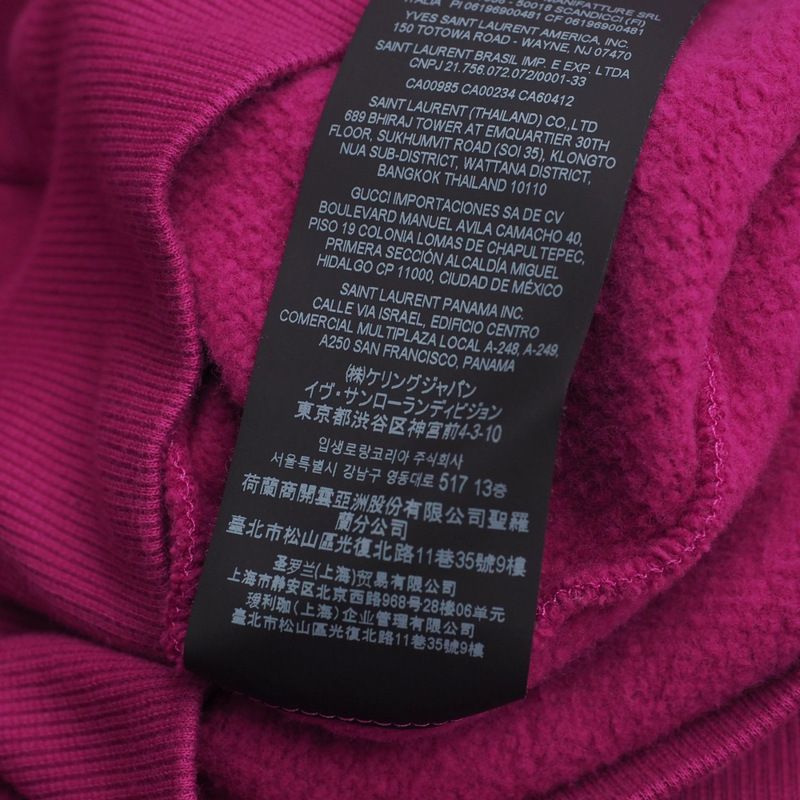 MANIFATTURE SRL
50018 SCANDICCI (FI)
ITALIA PI 06196900481 CF 06196900481
YVES SAINT LAURENT AMERICA, INC.
150 TOTOWA ROAD - WAYNE, NJ 07470
SAINT LAURENT BRASIL IMP. E EXP. LTDA
CNPJ 21.756.072.072/0001-33
CA00985 CA00234 CA60412
SAINT LAURENT (THAILAND) CO.,LTD
689 BHIRAJ TOWER AT EMQUARTIER 30TH
FLOOR, SUKHUMVIT ROAD (SOI 35), KLONGTO
NUA SUB-DISTRICT, WATTANA DISTRICT,
BANGKOK THAILAND 10110
GUCCI IMPORTACIONES SA DE CV
BOULEVARD MANUEL AVILA CAMACHO 40,
PISO 19 COLONIA LOMAS DE CHAPULTEPEC,
PRIMERA SECCIÓN ALCALDÍA MIGUEL
HIDALGO CP 11000, CIUDAD DE MÉXICO
SAINT LAURENT PANAMA INC.
CALLE VIA ISRAEL, EDIFICIO CENTRO
COMERCIAL MULTIPLAZA LOCAL A-248, A-249,
A250 SAN FRANCISCO, PANAMA
(株)ケリングジャパン
イヴ・サンローランディビジョン
東京都渋谷区神宮前4-3-10
입생로랑코리아 주식회사
서울특별시 강남구 영동대로 517 13층
荷蘭商開雲亞洲股份有限公司聖羅
蘭分公司
臺北市松山區光復北路11巷35號9樓
圣罗兰(上海)贸易有限公司
上海市静安区北京西路968号28楼06单元
瑷利珈(上海)企业管理有限公司
臺北市松山區光復北路11巷35號9樓